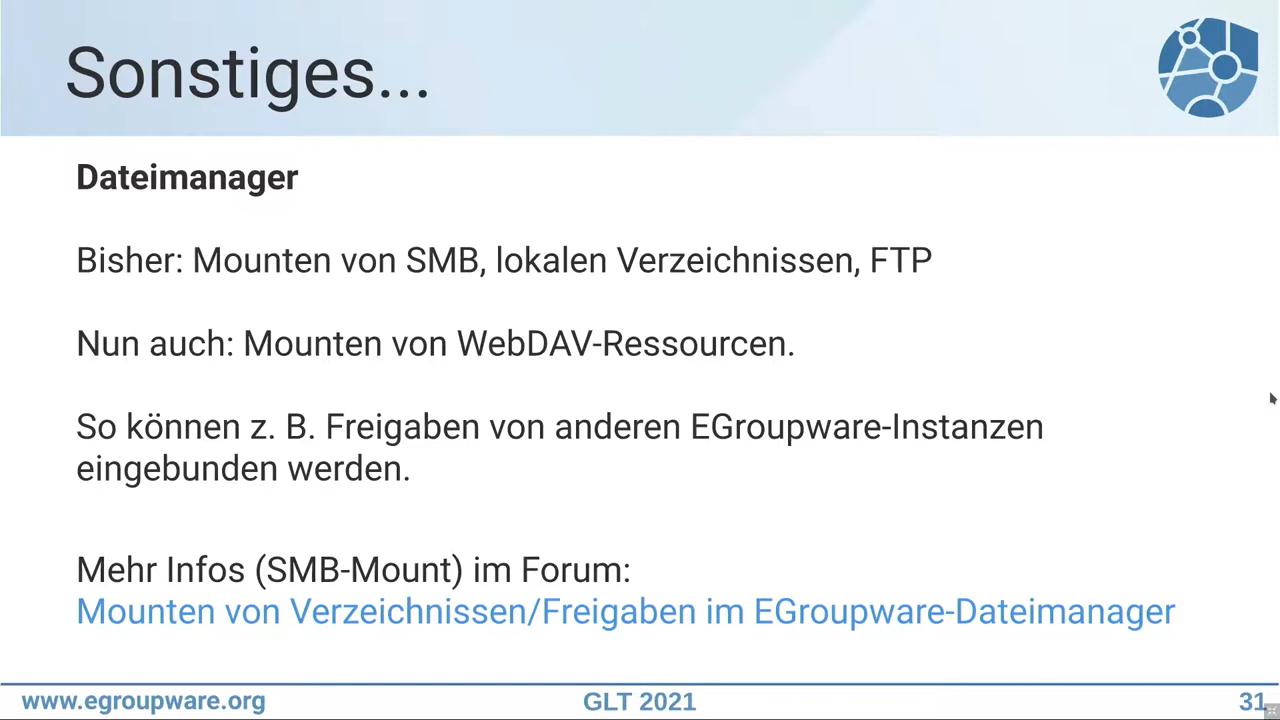 Sonstiges...
Dateimanager
Bisher: Mounten von SMB, lokalen Verzeichnissen, FTP
Nun auch: Mounten von WebDAV-Ressourcen.
So können z. B. Freigaben von anderen EGroupware-Instanzen
eingebunden werden.
Mehr Infos (SMB-Mount) im Forum:
Mounten von Verzeichnissen/Freigaben im EGroupware-Dateimanager
www.egroupware.org
GLT 2021
31